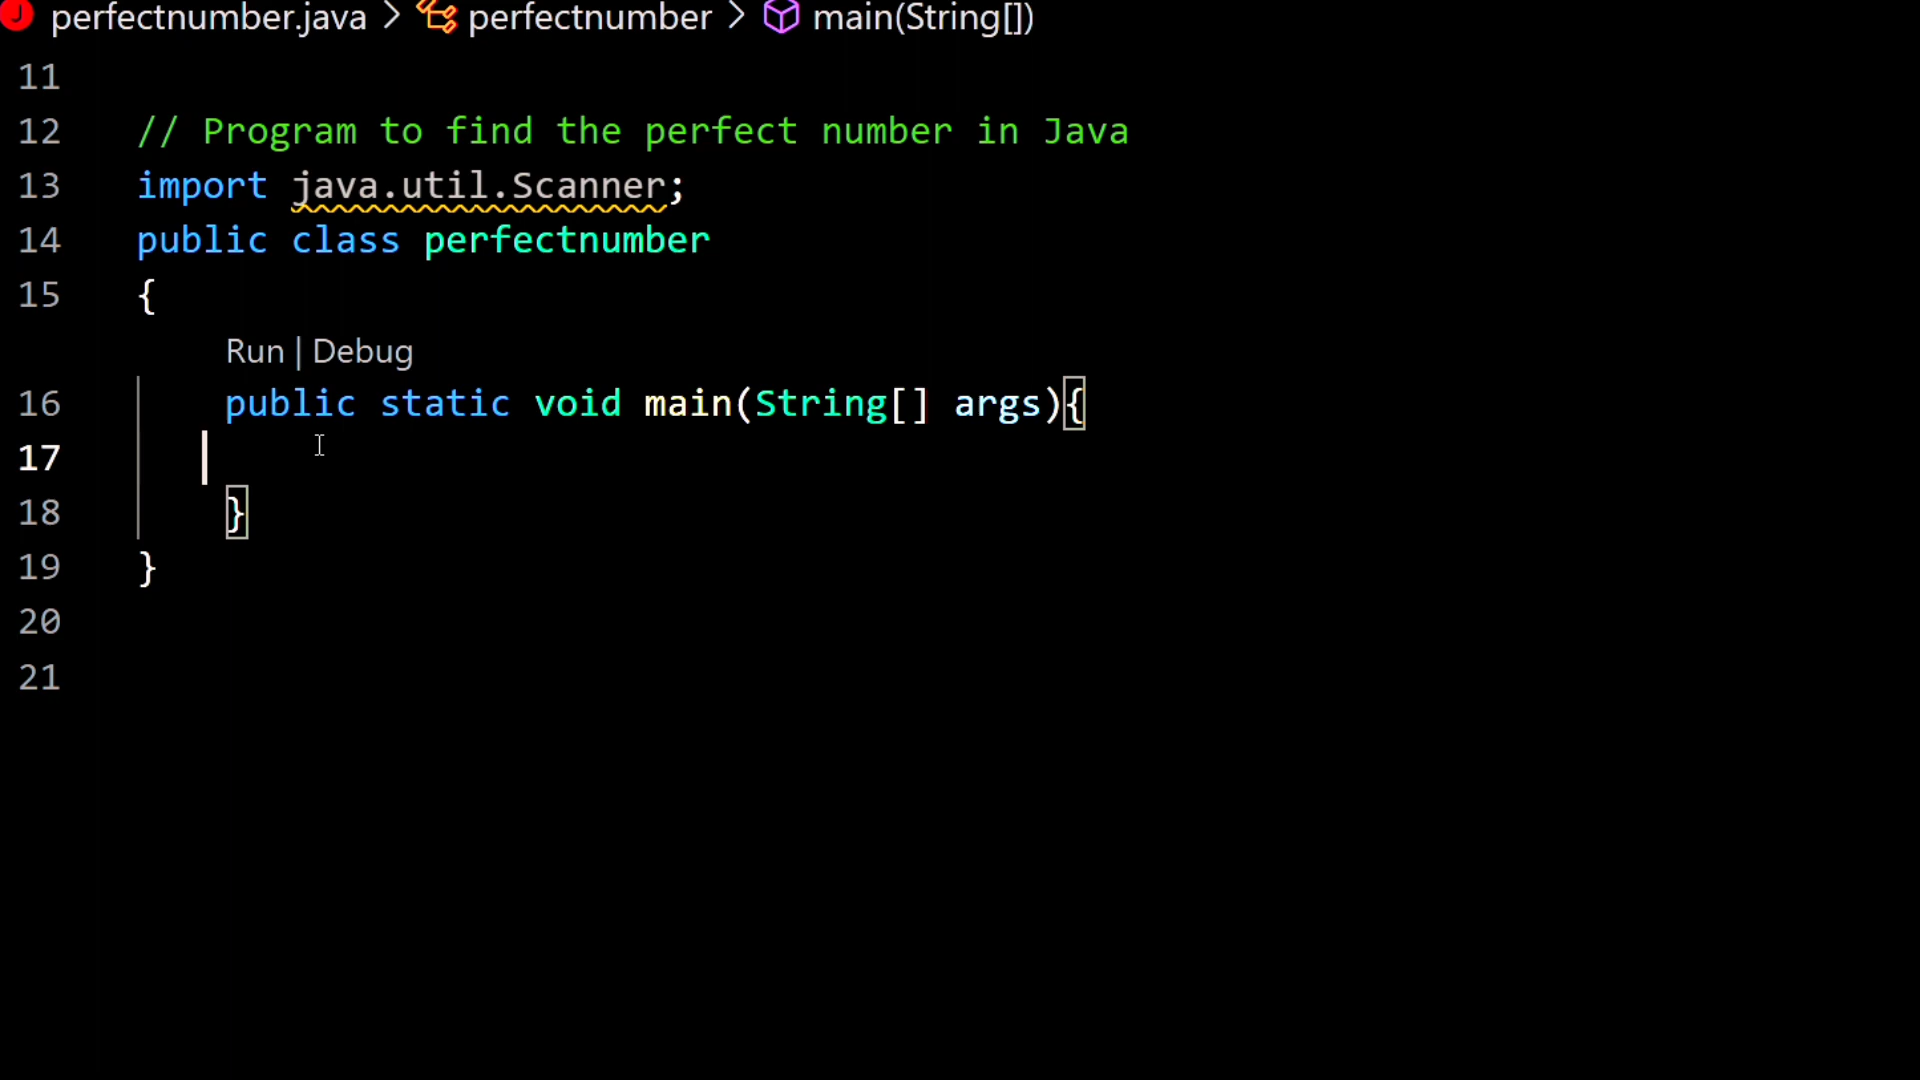 J perfectnumber.java > perfectnumber > main(String[])
11
12 // Program to find the perfect number in Java
13 import java.util.Scanner;
14 public class perfectnumber
15 {
Run | Debug
16 public static void main(String[] args){
17
18 }
19 }
20
21